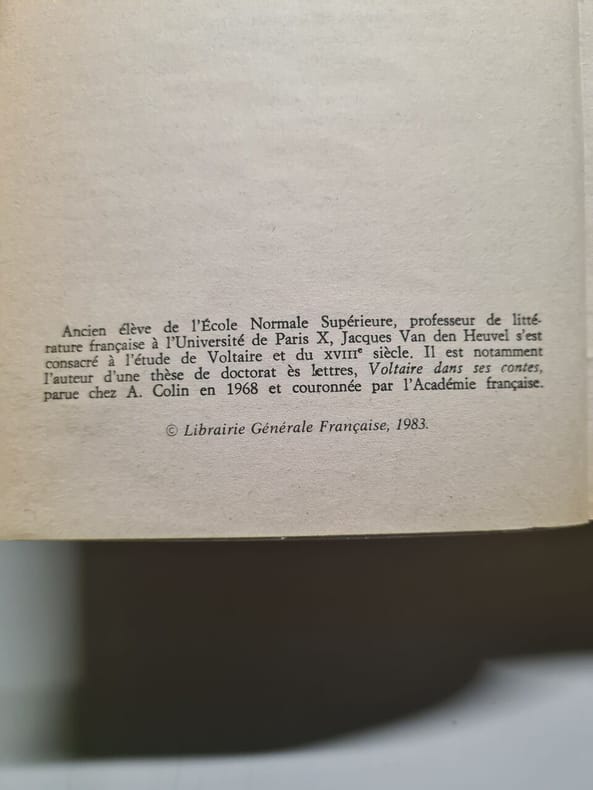 Ancien élève de l'École Normale Supérieure, professeur de litté-
rature française à l'Université de Paris X, Jacques Van den Heuvel s'est
consacré à l'étude de Voltaire et du XVIIIe siècle. Il est notamment
l'auteur d'une thèse de doctorat ès lettres, Voltaire dans ses contes,
parue chez A. Colin en 1968 et couronnée par l'Académie française.
© Librairie Générale Française, 1983.